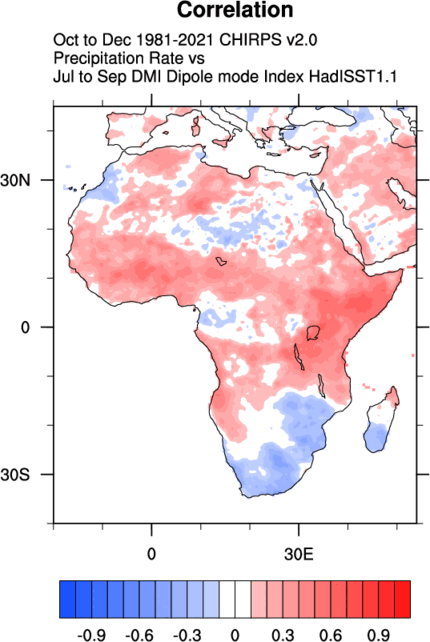 Correlation
Oct to Dec 1981-2021 CHIRPS v2.0
Precipitation Rate vs
Jul to Sep DMI Dipole mode Index HadISST1.1
30N
0
30S
0 30E
-0.9 -0.6 -0.3 0 0.3 0.6 0.9